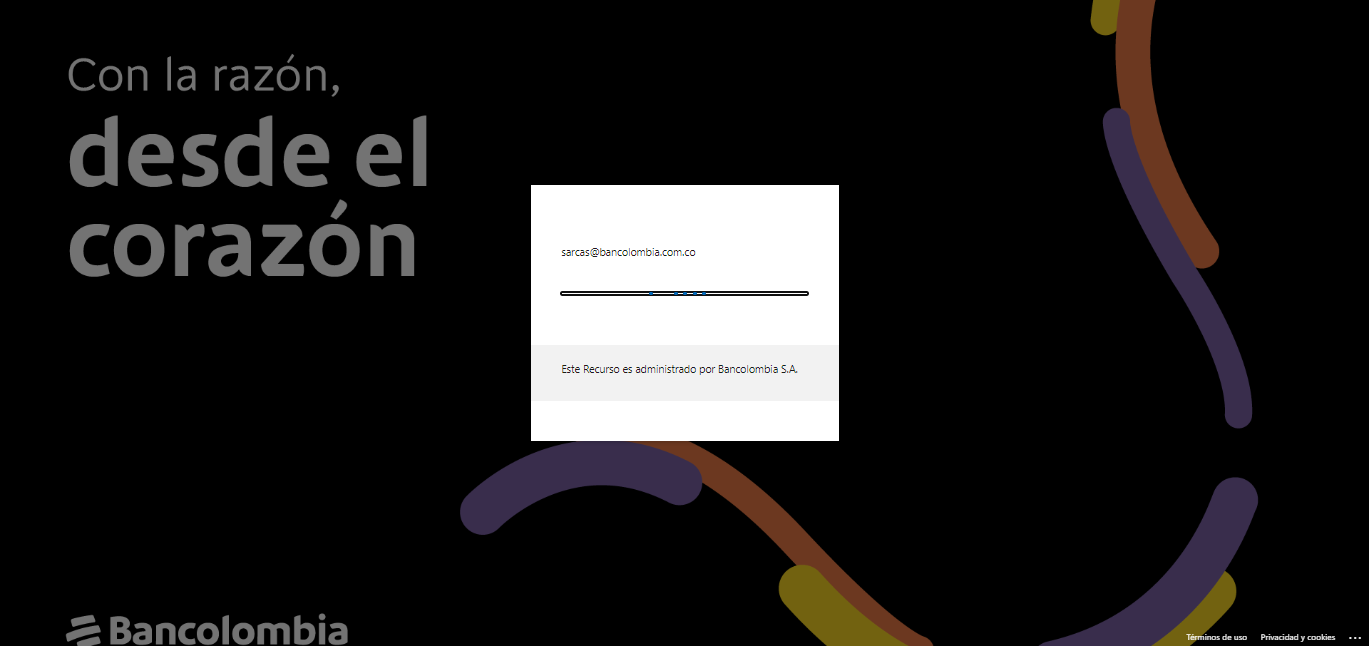 Con la razón,
desde el
corazón
sarcas@bancolombia.com.co
Este Recurso es administrado por Bancolombia S.A.
Bancolombia
Términos de uso Privacidad y cookies ...